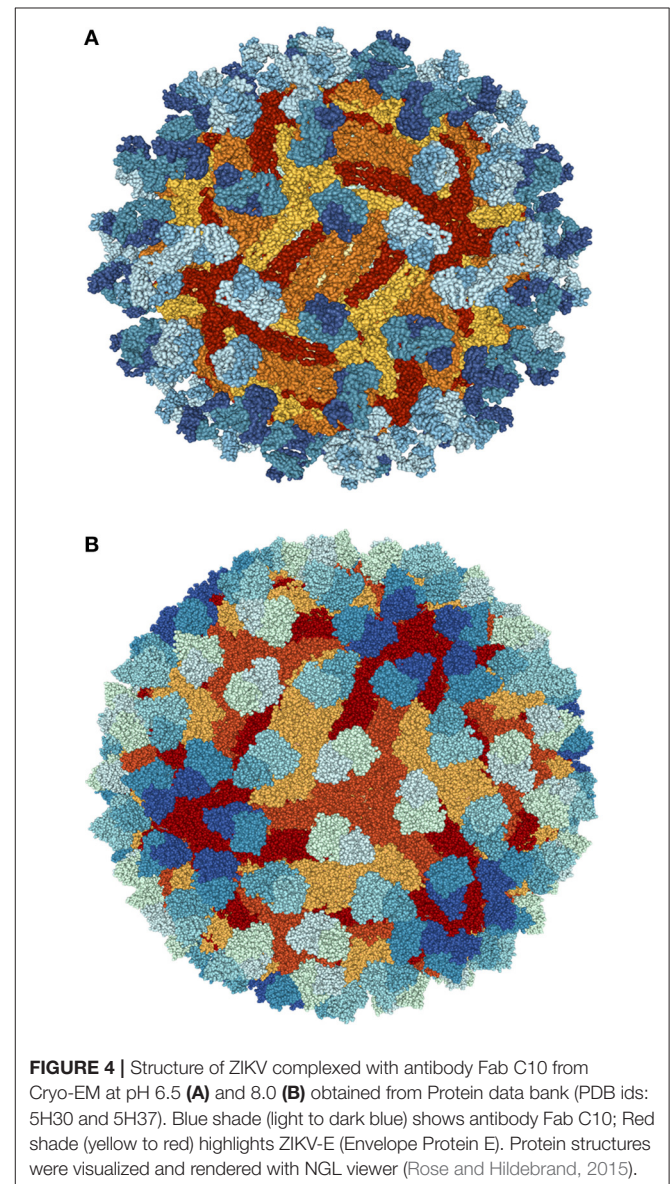 A
B
FIGURE 4 | Structure of ZIKV complexed with antibody Fab C10 from
Cryo-EM at pH 6.5 (A) and 8.0 (B) obtained from Protein data bank (PDB ids:
5H30 and 5H37). Blue shade (light to dark blue) shows antibody Fab C10; Red
shade (yellow to red) highlights ZIKV-E (Envelope Protein E). Protein structures
were visualized and rendered with NGL viewer (Rose and Hildebrand, 2015).